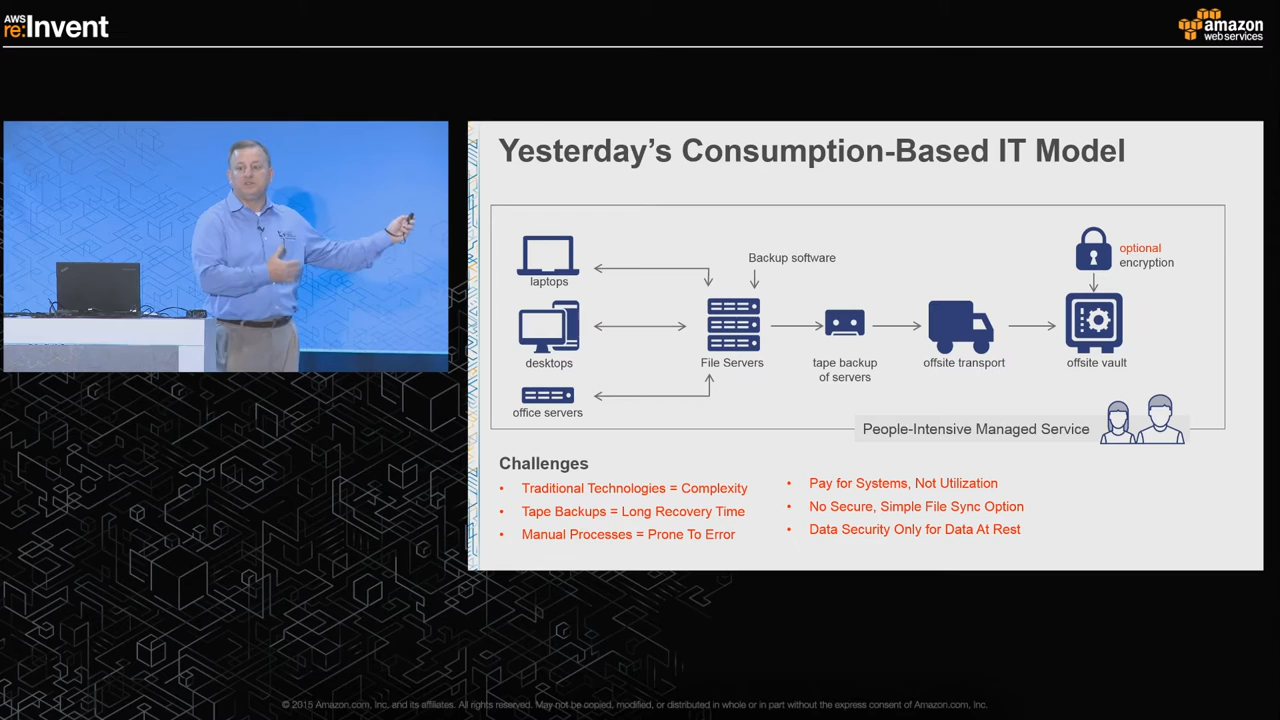 AWS
re:Invent
amazon
web services
Yesterday's Consumption-Based IT Model
laptops
desktops
office servers
Backup software
File Servers
tape backup
of servers
offsite transport
optional
encryption
offsite vault
People-Intensive Managed Service
Challenges
• Traditional Technologies = Complexity
• Tape Backups = Long Recovery Time
• Manual Processes = Prone To Error
• Pay for Systems, Not Utilization
• No Secure, Simple File Sync Option
• Data Security Only for Data At Rest
© 2015 Amazon.com, Inc. and its affiliates. All rights reserved. May not be copied, modified, or distributed in whole or in part without the express consent of Amazon.com, Inc.